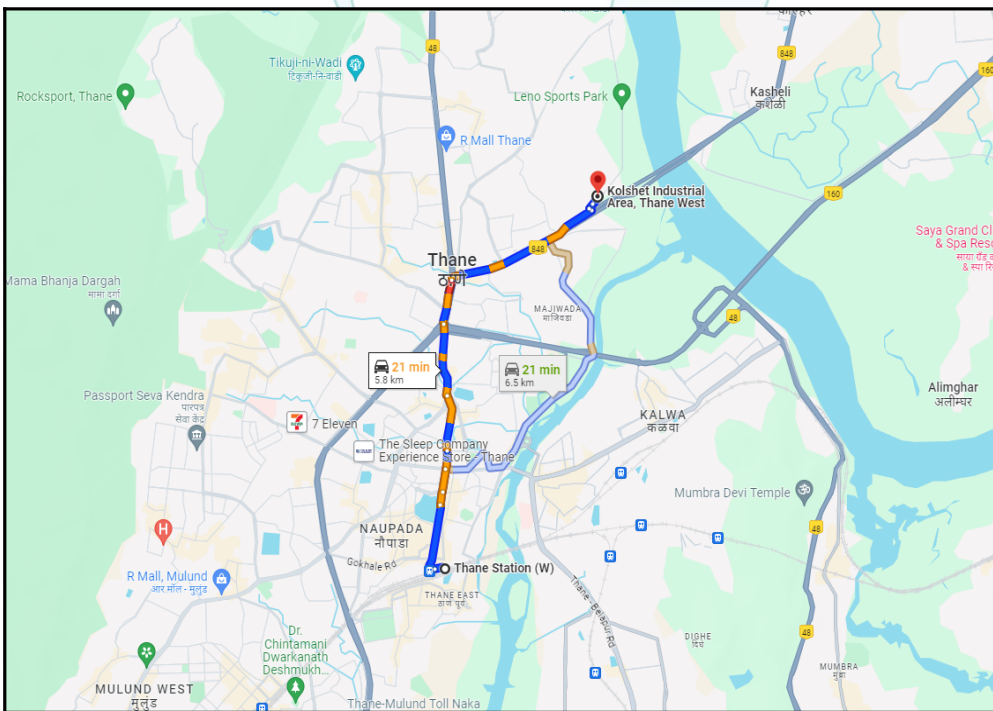 48
848
160
Tikuji-ni-Wadi
टिकुजी-नि-वाडी
Rocksport, Thane
Leno Sports Park
Kasheli
कशेळी
R Mall Thane
160
Kolshet Industrial
Area, Thane West
848
Saya Grand Cl
& Spa Reso
Thane
ठाणे
Mama Bhanja Dargah
मामा दर्गा
MAJIWADA
माजिवडा
48
21 min
5.8 km
21 min
6.5 km
Alimghar
अलीम्घर
Passport Seva Kendra
पारपत्र
सेवा केंद्र
7 Eleven
KALWA
कळवा
The Sleep Company
Experience Store - Thane
Mumbra Devi Temple
48
NAUPADA
नौपाडा
H
Gokhale Rd
Thane Station (W)
R Mall, Mulund
आर मॉल - मुलुंड
THANE EAST
ठाणे पूर्व
Thane - Belapur Rd
Dr.
Chintamani
Dwarkanath
Deshmukh...
DIGHE
दिघे
48
MUMBRA
मुंब्रा
MULUND WEST
मुलुंड
Thane-Mulund Toll Naka